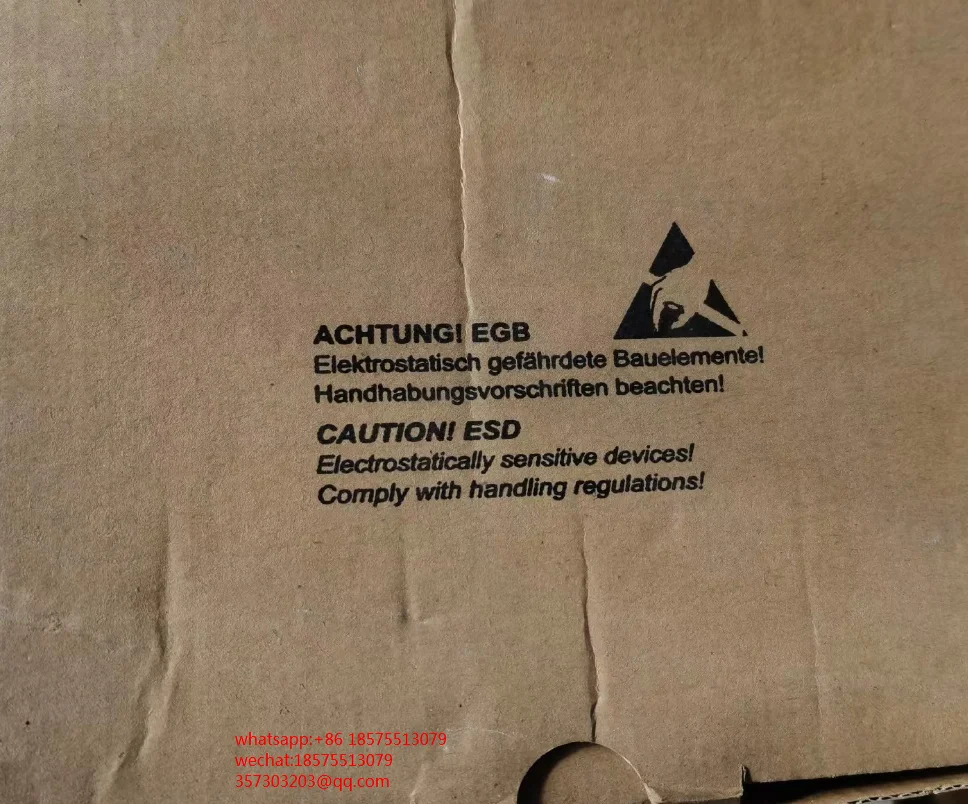 ACHTUNG! EGB
Elektrostatisch gefährdete Bauelemente!
Handhabungsvorschriften beachten!
CAUTION! ESD
Electrostatically sensitive devices!
Comply with handling regulations!
whatsapp:+86 18575513079
wechat:18575513079
357303203@qq.com